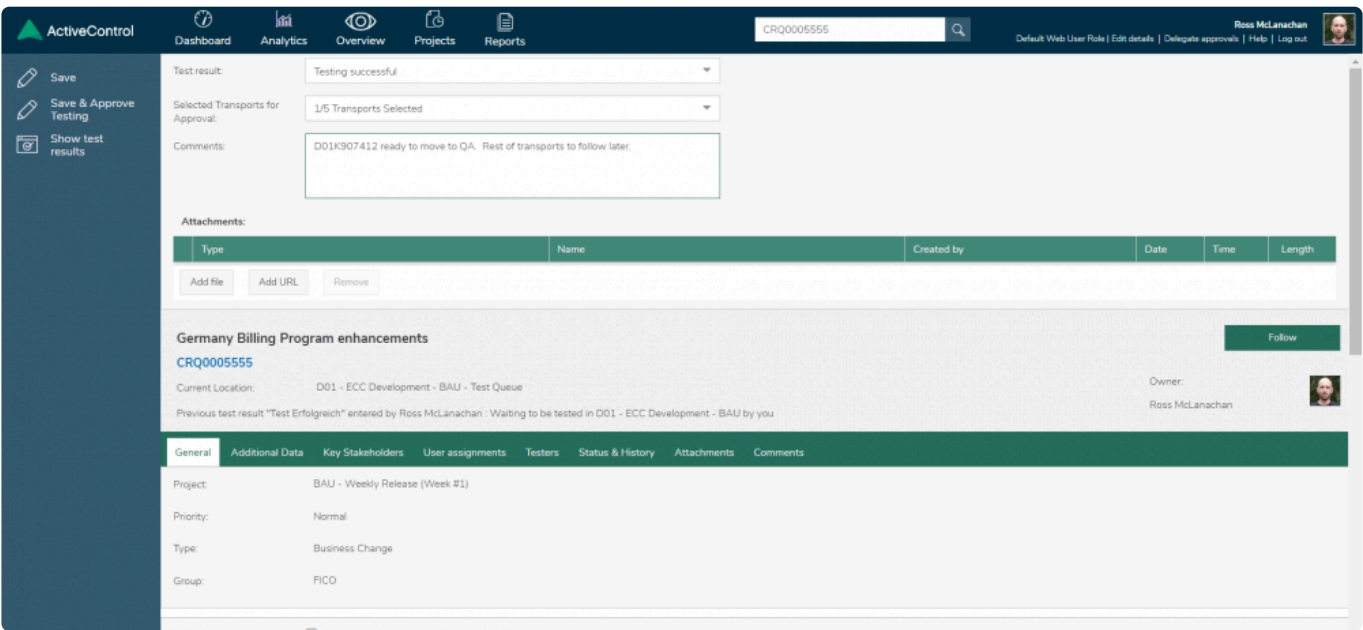 ActiveControl
Dashboard
Analytics
Overview
Projects
Reports
CRQ0005555
Ross McLanachan
Default Web User Role | Edit details | Delegate approvals | Help | Log out
Save
Save & Approve
Testing
Show test
results
Test result:
Testing successful
Selected Transports for
Approval:
1/5 Transports Selected
Comments:
D01K907412 ready to move to QA. Rest of transports to follow later.
Attachments:
Type Name Created by Date Time Length
Add file Add URL Remove
Germany Billing Program enhancements
Follow
CRQ0005555
Current Location: D01 - ECC Development - BAU - Test Queue
Owner:
Ross McLanachan
Previous test result "Test Erfolgreich" entered by Ross McLanachan : Waiting to be tested in D01 - ECC Development - BAU by you
General Additional Data Key Stakeholders User assignments Testers Status & History Attachments Comments
Project: BAU - Weekly Release (Week #1)
Priority: Normal
Type: Business Change
Group: FICO